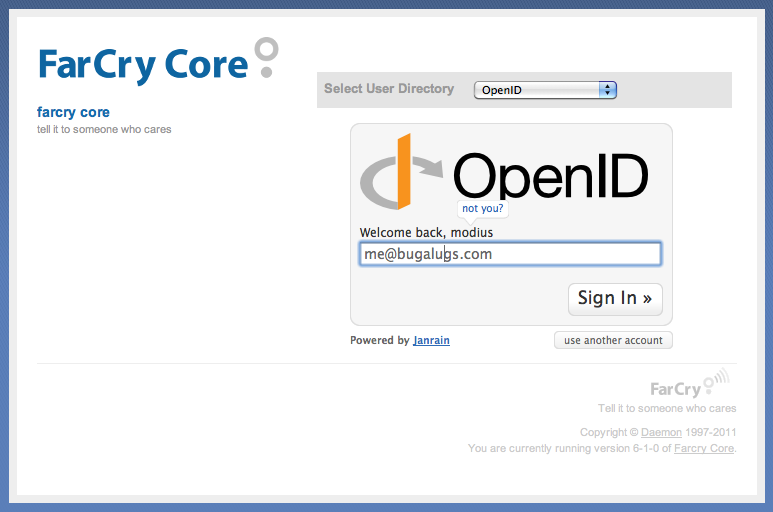 FarCry Core
farcry core
tell it to someone who cares
Select User Directory
OpenID
OpenID
not you?
Welcome back, modius
me@bugalugs.com
Sign In »
Powered by Janrain
use another account
FarCry
Tell it to someone who cares
Copyright © Daemon 1997-2011
You are currently running version 6-1-0 of Farcry Core.